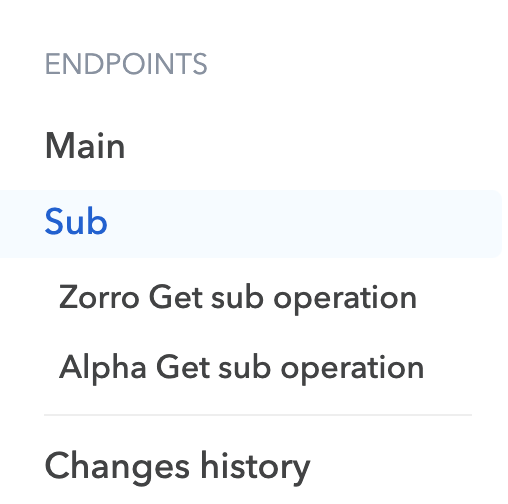 ENDPOINTS
Main
Sub
Zorro Get sub operation
Alpha Get sub operation
Changes history